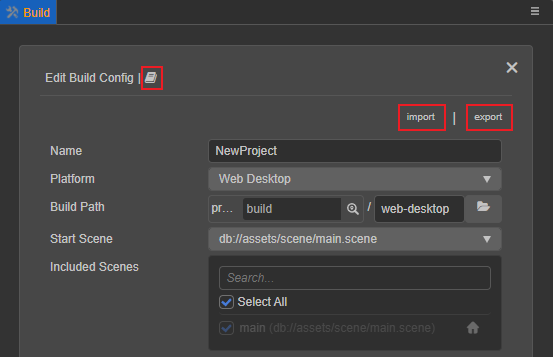 Build
Edit Build Config |
import | export
Name NewProject
Platform Web Desktop
Build Path pr... build / web-desktop
Start Scene db://assets/scene/main.scene
Included Scenes
Search...
Select All
main (db://assets/scene/main.scene)